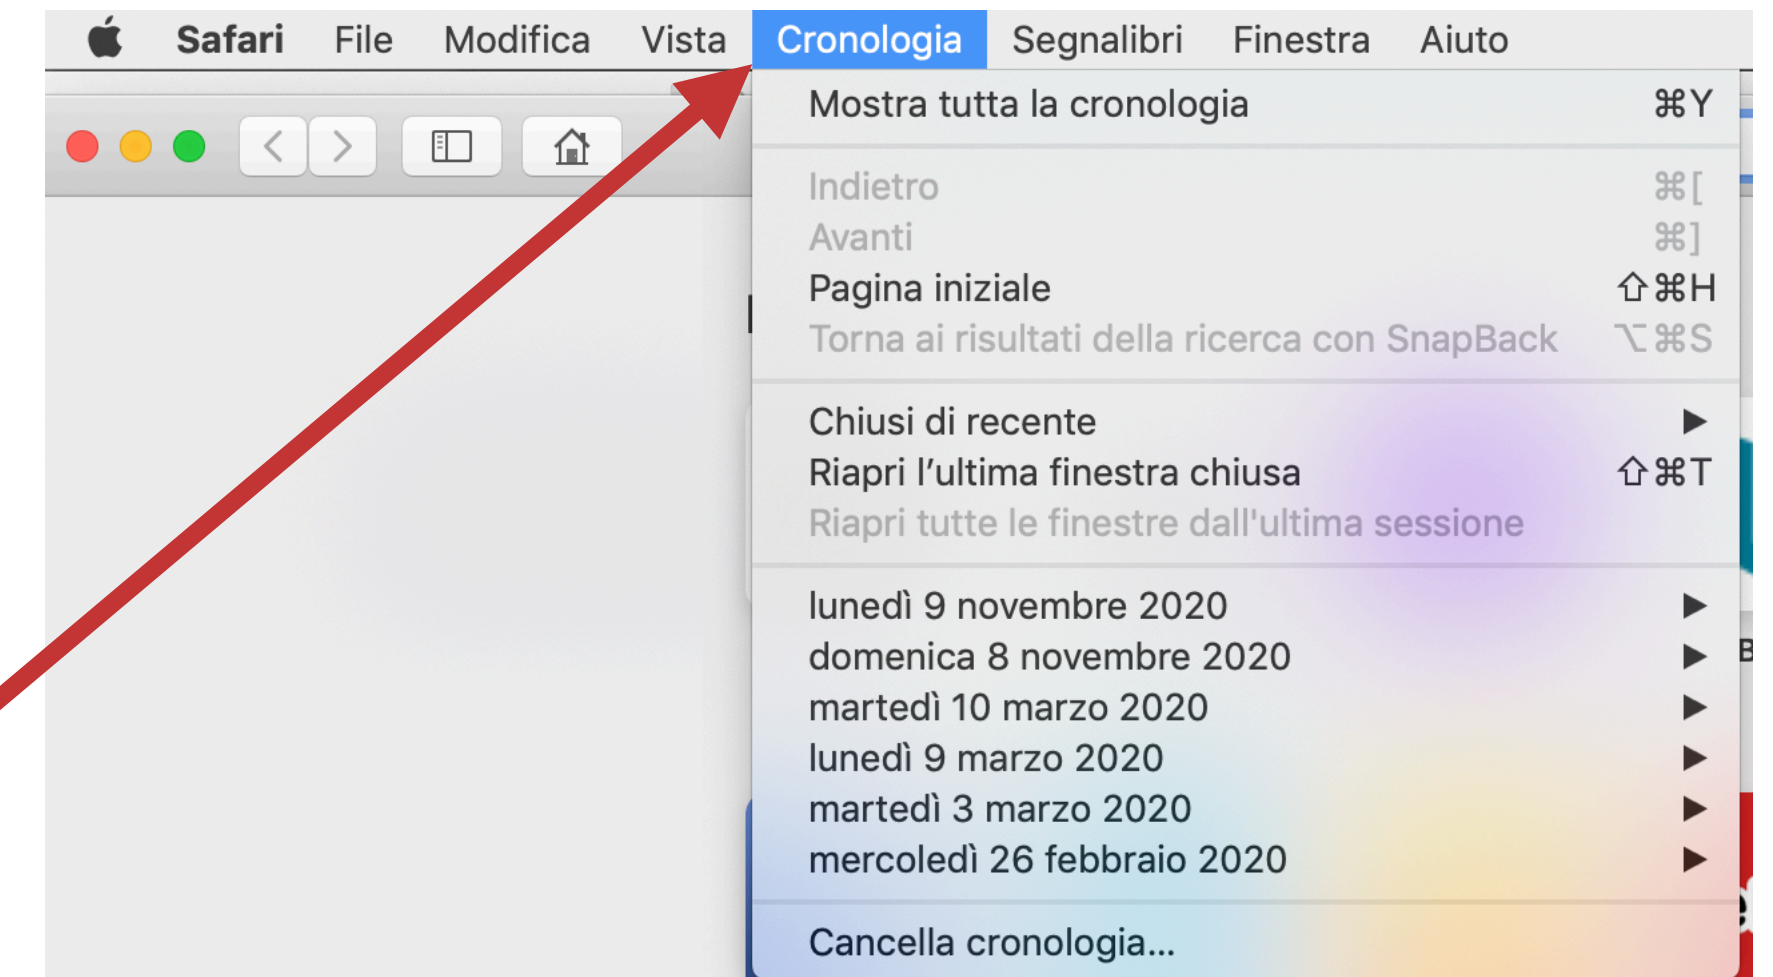 Safari File Modifica Vista Cronologia Segnalibri Finestra Aiuto
Mostra tutta la cronologia ⌘Y
Indietro ⌘[
Avanti ⌘]
Pagina iniziale ⇧⌘H
Torna ai risultati della ricerca con SnapBack ⌥⌘S
Chiusi di recente ▶
Riapri l’ultima finestra chiusa ⇧⌘T
Riapri tutte le finestre dall'ultima sessione
lunedì 9 novembre 2020 ▶
domenica 8 novembre 2020 ▶
martedì 10 marzo 2020 ▶
lunedì 9 marzo 2020 ▶
martedì 3 marzo 2020 ▶
mercoledì 26 febbraio 2020 ▶
Cancella cronologia...